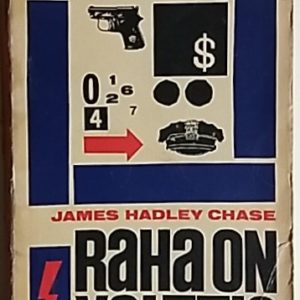 $
0 1 2 6
4 7
JAMES HADLEY CHASE
RaHa ON